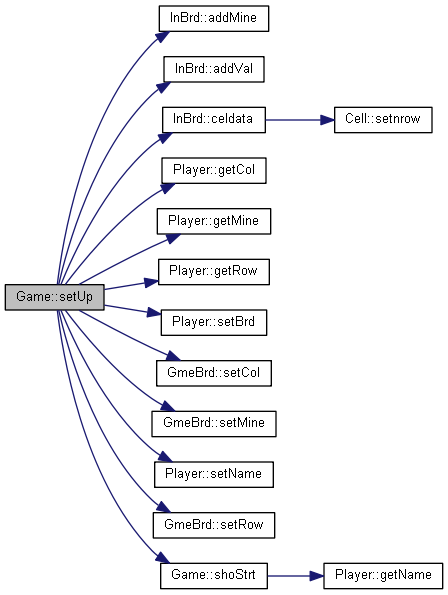 InBrd::addMine
InBrd::addVal
InBrd::celdata
Cell::setnrow
Player::getCol
Player::getMine
Player::getRow
Game::setUp
Player::setBrd
GmeBrd::setCol
GmeBrd::setMine
Player::setName
GmeBrd::setRow
Game::shoStrt
Player::getName